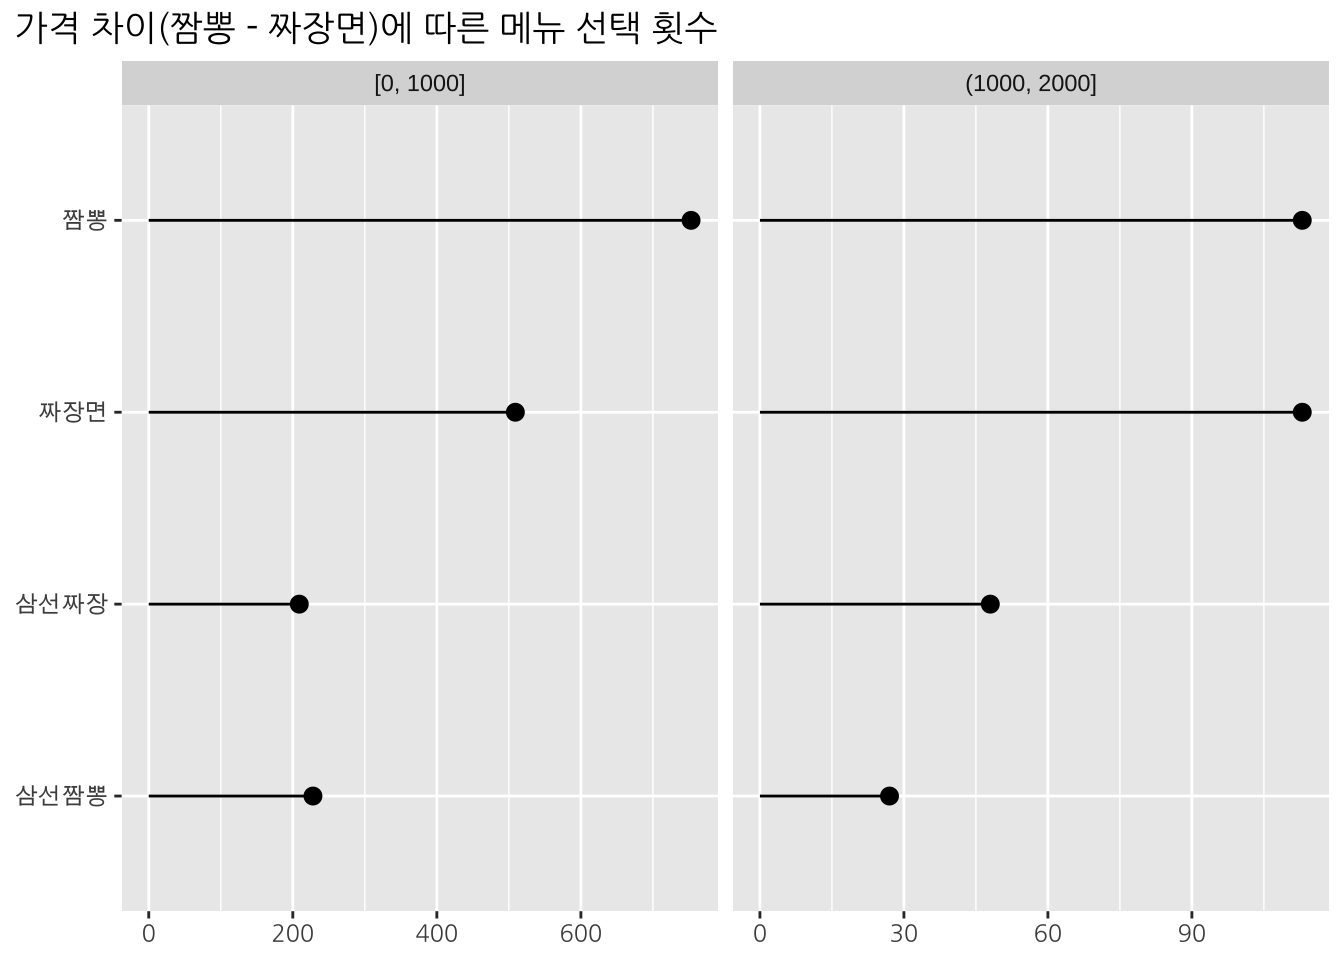 가격 차이(짬뽕 - 짜장면)에 따른 메뉴 선택 횟수
[0, 1000]
(1000, 2000]
짬뽕
짜장면
삼선짜장
삼선짬뽕
0 200 400 600
0 30 60 90